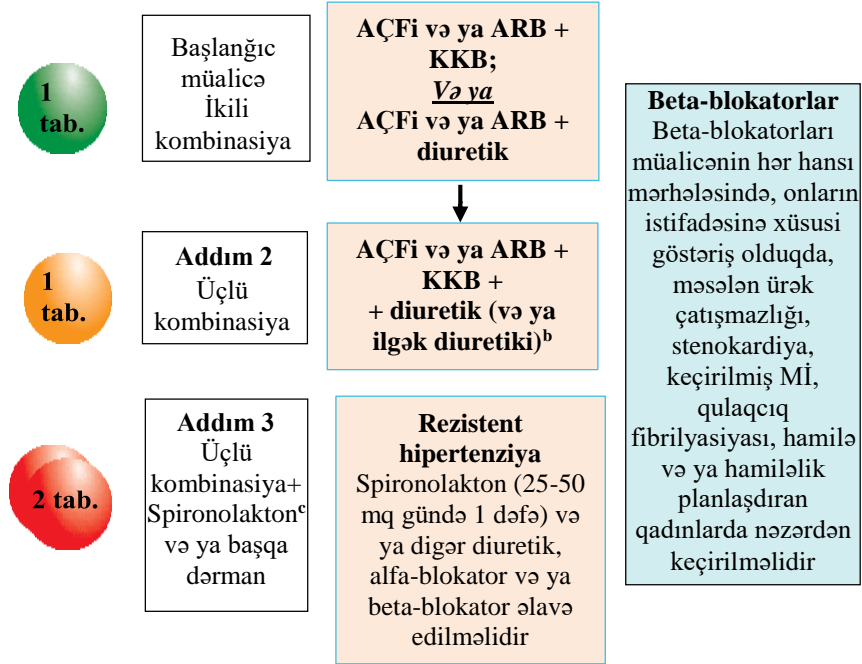 1
tab.
Başlanğıc
müalicə
İkili
kombinasiya
AÇFi və ya ARB +
KKB;
Və ya
AÇFi və ya ARB +
diuretik
1
tab.
Addım 2
Üçlü
kombinasiya
AÇFi və ya ARB +
KKB +
+ diuretik (və ya
ilgək diuretiki)ᵇ
2 tab.
Addım 3
Üçlü
kombinasiya+
Spironolaktonᶜ
və ya başqa
dərman
Rezistent
hipertenziya
Spironolakton (25-50
mq gündə 1 dəfə) və
ya digər diuretik,
alfa-blokator və ya
beta-blokator əlavə
edilməlidir
Beta-blokatorlar
Beta-blokatorları
müalicənin hər hansı
mərhələsində, onların
istifadəsinə xüsusi
göstəriş olduqda,
məsələn ürək
çatışmazlığı,
stenokardiya,
keçirilmiş Mİ,
qulaqcıq
fibrilyasiyası, hamilə
və ya hamiləlik
planlaşdıran
qadınlarda nəzərdən
keçirilməlidir